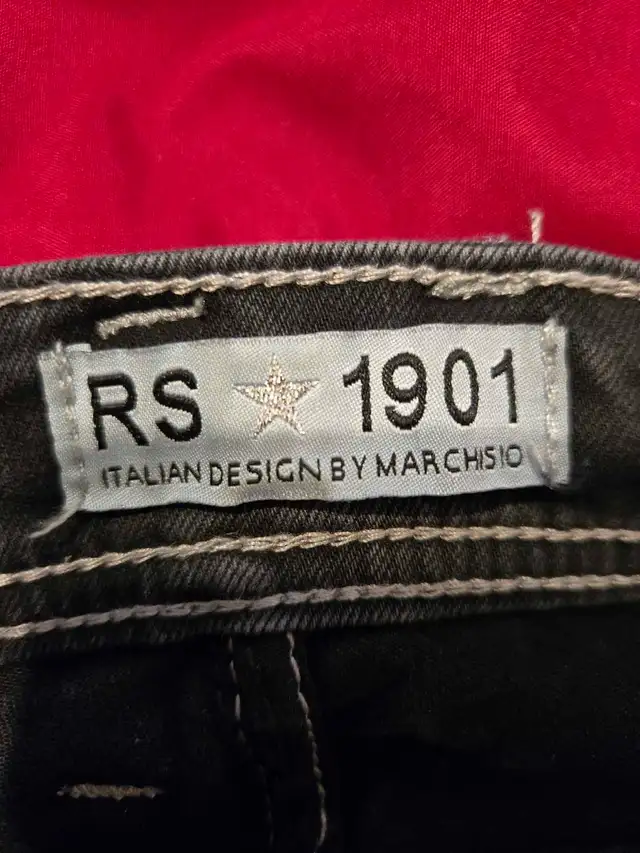 RS ★ 1901
ITALIAN DESIGN BY MARCHISIO